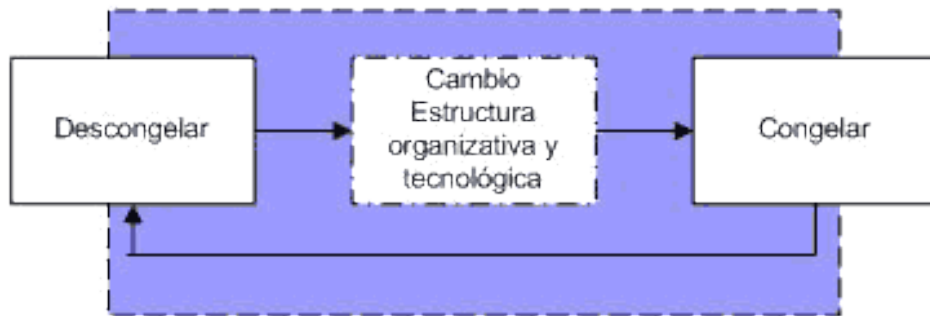 Descongelar
Cambio
Estructura
organizativa y
tecnológica
Congelar